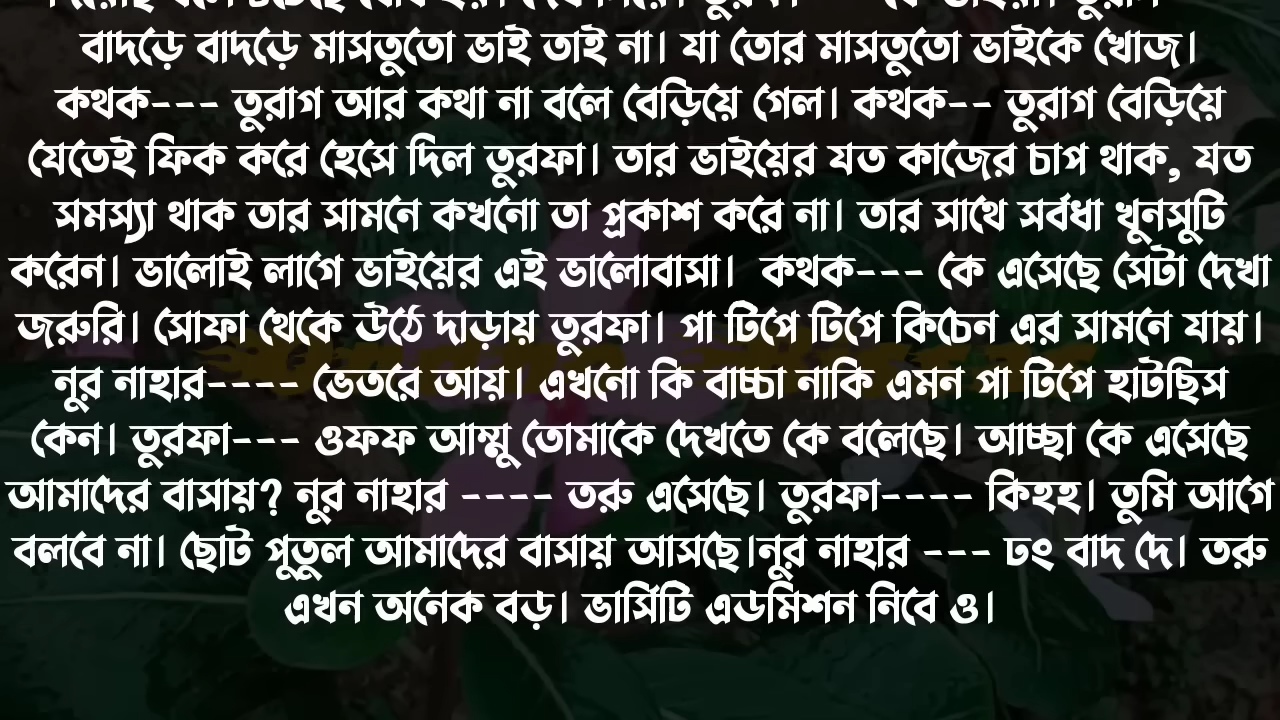 বাদড়ে বাদড়ে মাসতুতো ভাই তাই না। যা তোর মাসতুতো ভাইকে খোজ।
কথক--- তুরাগ আর কথা না বলে বেড়িয়ে গেল। কথক-- তুরাগ বেড়িয়ে
যেতেই ফিক করে হেসে দিল তুরফা। তার ভাইয়ের যত কাজের চাপ থাক, যত
সমস্যা থাক তার সামনে কখনো তা প্রকাশ করে না। তার সাথে সর্বধা খুনসুটি
করেন। ভালোই লাগে ভাইয়ের এই ভালোবাসা। কথক--- কে এসেছে সেটা দেখা
জরুরি। সোফা থেকে উঠে দাড়ায় তুরফা। পা টিপে টিপে কিচেন এর সামনে যায়।
নুর নাহার---- ভেতরে আয়। এখনো কি বাচ্চা নাকি এমন পা টিপে হাটছিস
কেন। তুরফা--- ওফফ আম্মু তোমাকে দেখতে কে বলেছে। আচ্ছা কে এসেছে
আমাদের বাসায়? নুর নাহার ---- তরু এসেছে। তুরফা---- কিহহ। তুমি আগে
বলবে না। ছোট পুতুল আমাদের বাসায় আসছে।নুর নাহার --- ঢং বাদ দে। তরু
এখন অনেক বড়। ভার্সিটি এডমিশন নিবে ও।